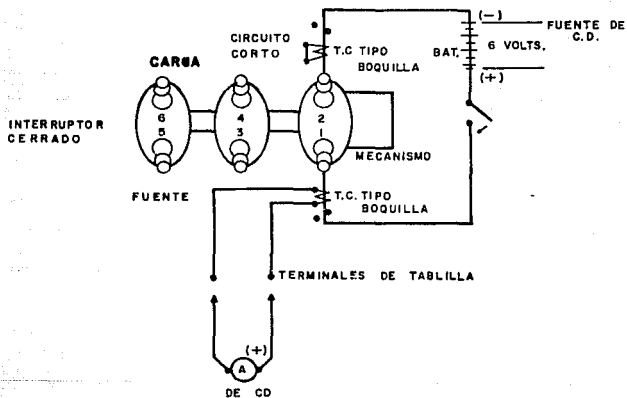 (-)
FUENTE DE
C.D.
CIRCUITO
CORTO
T.C TIPO
BOQUILLA
BAT.
6 VOLTS.
(+)
CARGA
6
5
4
3
2
1
INTERRUPTOR
CERRADO
MECANISMO
FUENTE
T.C. TIPO
BOQUILLA
TERMINALES DE TABLILLA
(+)
A
DE CD